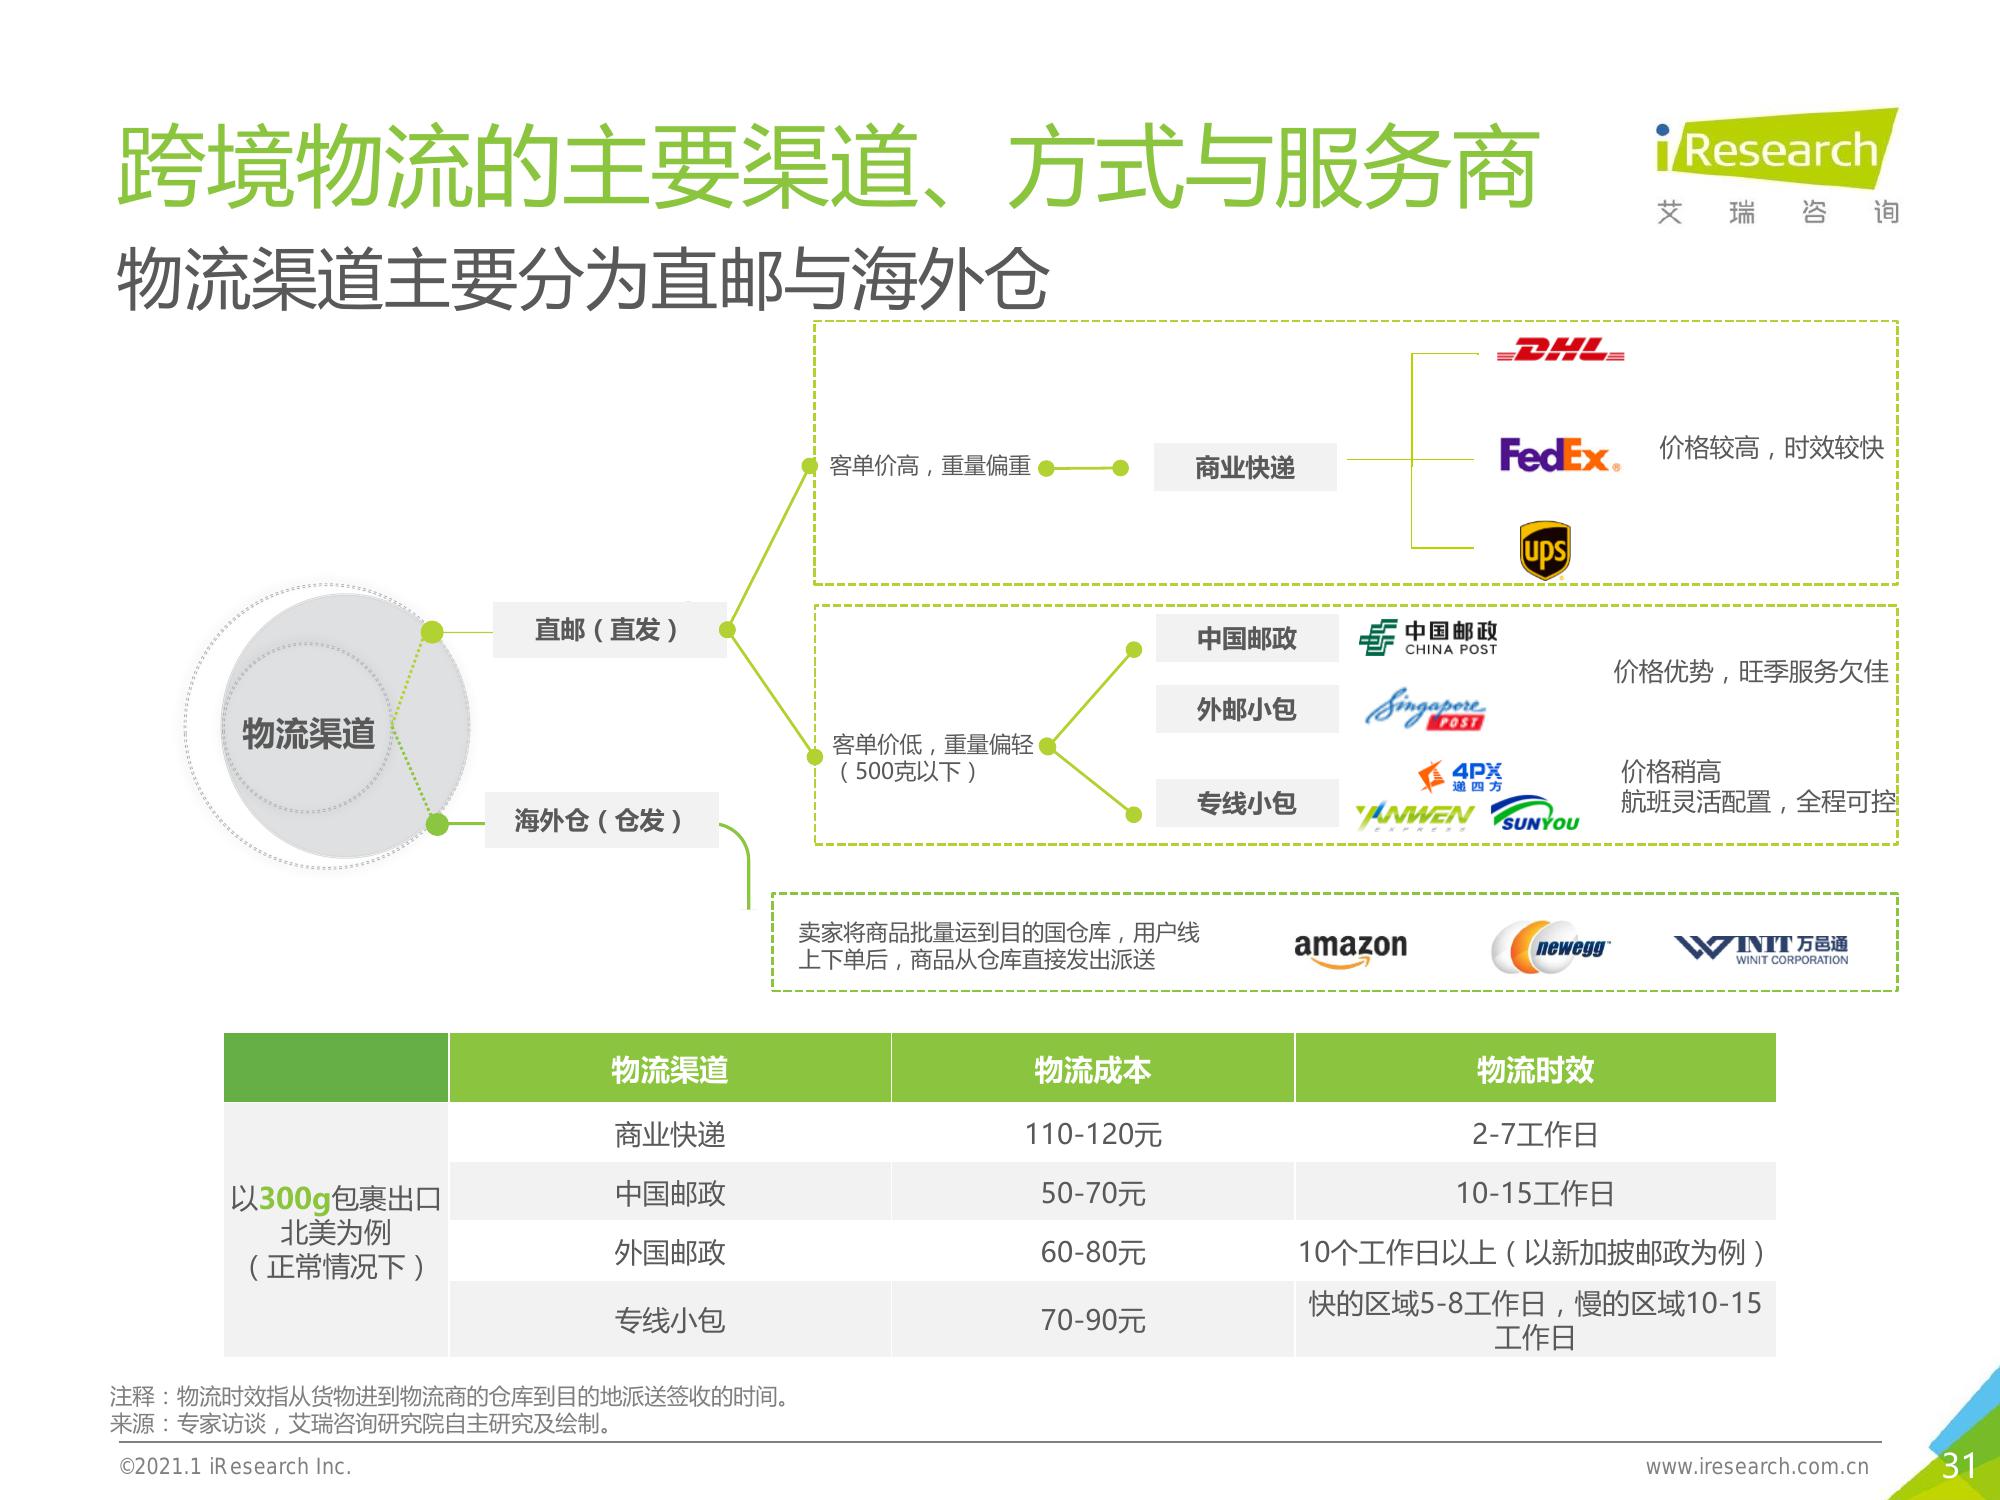 跨境物流的主要渠道、方式与服务商
iResearch
艾瑞咨询
物流渠道主要分为直邮与海外仓
DHL
客单价高，重量偏重
商业快递
FedEx®
价格较高，时效较快
ups
直邮（直发）
中国邮政
中国邮政
CHINA POST
价格优势，旺季服务欠佳
外邮小包
Singapore
POST
物流渠道
客单价低，重量偏轻
（500克以下）
专线小包
4PX
递四方
YANWEN
EXPRESS
SUNYOU
价格稍高
航班灵活配置，全程可控
海外仓（仓发）
卖家将商品批量运到目的国仓库，用户线
上下单后，商品从仓库直接发出派送
amazon
newegg™
WINIT 万邑通
WINIT CORPORATION
物流渠道 物流成本 物流时效
以300g包裹出口
北美为例
（正常情况下）
商业快递 110-120元 2-7工作日
中国邮政 50-70元 10-15工作日
外国邮政 60-80元 10个工作日以上（以新加披邮政为例）
专线小包 70-90元 快的区域5-8工作日，慢的区域10-15
工作日
注释：物流时效指从货物进到物流商的仓库到目的地派送签收的时间。
来源：专家访谈，艾瑞咨询研究院自主研究及绘制。
©2021.1 iResearch Inc.
www.iresearch.com.cn
31